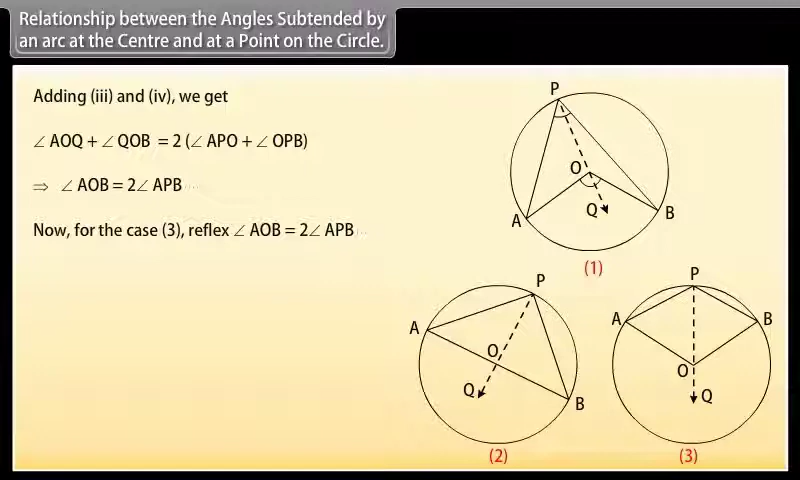 Relationship between the Angles Subtended by
an arc at the Centre and at a Point on the Circle.
Adding (iii) and (iv), we get
∠ AOQ + ∠ QOB = 2 (∠ APO + ∠ OPB)
⇒ ∠ AOB = 2∠ APB
Now, for the case (3), reflex ∠ AOB = 2∠ APB
P
O
A
Q
B
(1)
P
A
O
Q
B
(2)
P
A
B
O
Q
(3)